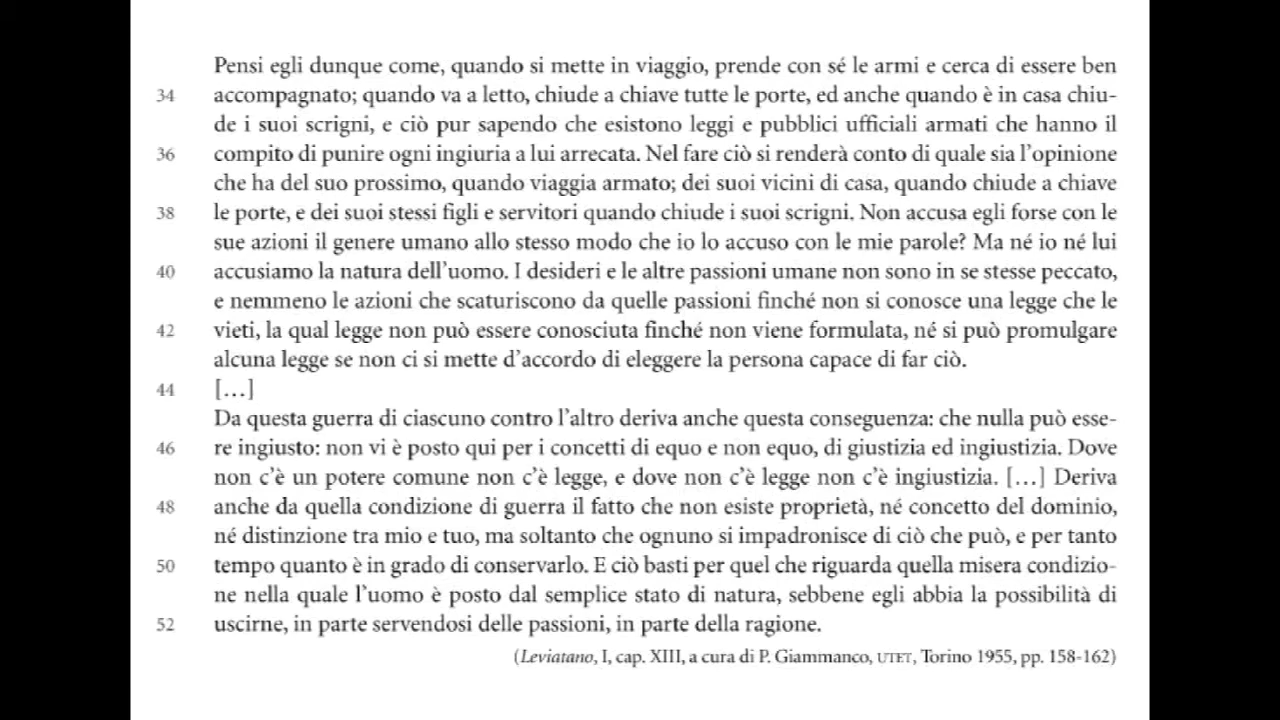 Pensi egli dunque come, quando si mette in viaggio, prende con sé le armi e cerca di essere ben
34 accompagnato; quando va a letto, chiude a chiave tutte le porte, ed anche quando è in casa chiu-
de i suoi scrigni, e ciò pur sapendo che esistono leggi e pubblici ufficiali armati che hanno il
36 compito di punire ogni ingiuria a lui arrecata. Nel fare ciò si renderà conto di quale sia l'opinione
che ha del suo prossimo, quando viaggia armato; dei suoi vicini di casa, quando chiude a chiave
38 le porte, e dei suoi stessi figli e servitori quando chiude i suoi scrigni. Non accusa egli forse con le
sue azioni il genere umano allo stesso modo che io lo accuso con le mie parole? Ma né io né lui
40 accusiamo la natura dell'uomo. I desideri e le altre passioni umane non sono in se stesse peccato,
e nemmeno le azioni che scaturiscono da quelle passioni finché non si conosce una legge che le
42 vieti, la qual legge non può essere conosciuta finché non viene formulata, né si può promulgare
alcuna legge se non ci si mette d'accordo di eleggere la persona capace di far ciò.
44 […]
Da questa guerra di ciascuno contro l'altro deriva anche questa conseguenza: che nulla può esse-
46 re ingiusto: non vi è posto qui per i concetti di equo e non equo, di giustizia ed ingiustizia. Dove
non c'è un potere comune non c'è legge, e dove non c'è legge non c'è ingiustizia. […] Deriva
48 anche da quella condizione di guerra il fatto che non esiste proprietà, né concetto del dominio,
né distinzione tra mio e tuo, ma soltanto che ognuno si impadronisce di ciò che può, e per tanto
50 tempo quanto è in grado di conservarlo. E ciò basti per quel che riguarda quella misera condizio-
ne nella quale l'uomo è posto dal semplice stato di natura, sebbene egli abbia la possibilità di
52 uscirne, in parte servendosi delle passioni, in parte della ragione.
(Leviatano, I, cap. XIII, a cura di P. Giammanco, UTET, Torino 1955, pp. 158-162)